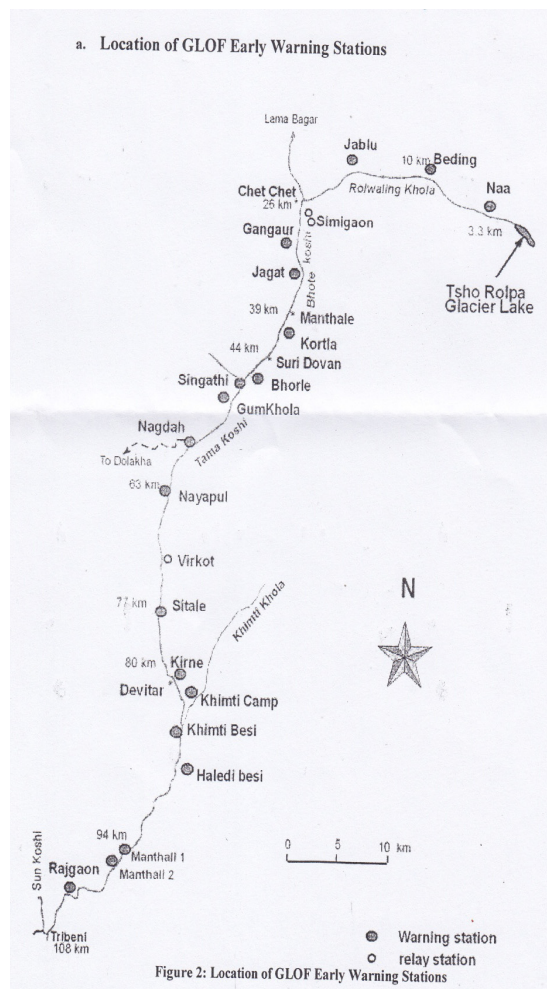 a. Location of GLOF Early Warning Stations
Lama Bagar
Jablu
10 km Beding
Rolwaling Khola
Naa
Chet Chet
25 km
Simigaon
3.3 km
Gangaur
Bhote koshi
Jagat
Tsho Rolpa
Glacier Lake
39 km
Manthale
Kortla
44 km
Suri Dovan
Singathi
Bhorle
GumKhola
Nagdah
Tama Koshi
To Dolakha
63 km
Nayapul
Virkot
N
77 km
Sitale
Khimti Khola
80 km
Kirne
Devitar
Khimti Camp
Khimti Besi
Haledi besi
94 km
Manthall 1
Manthall 2
0 5 10 km
Sun Koshi
Rajgaon
Tribeni
108 km
Warning station
relay station
Figure 2: Location of GLOF Early Warning Stations